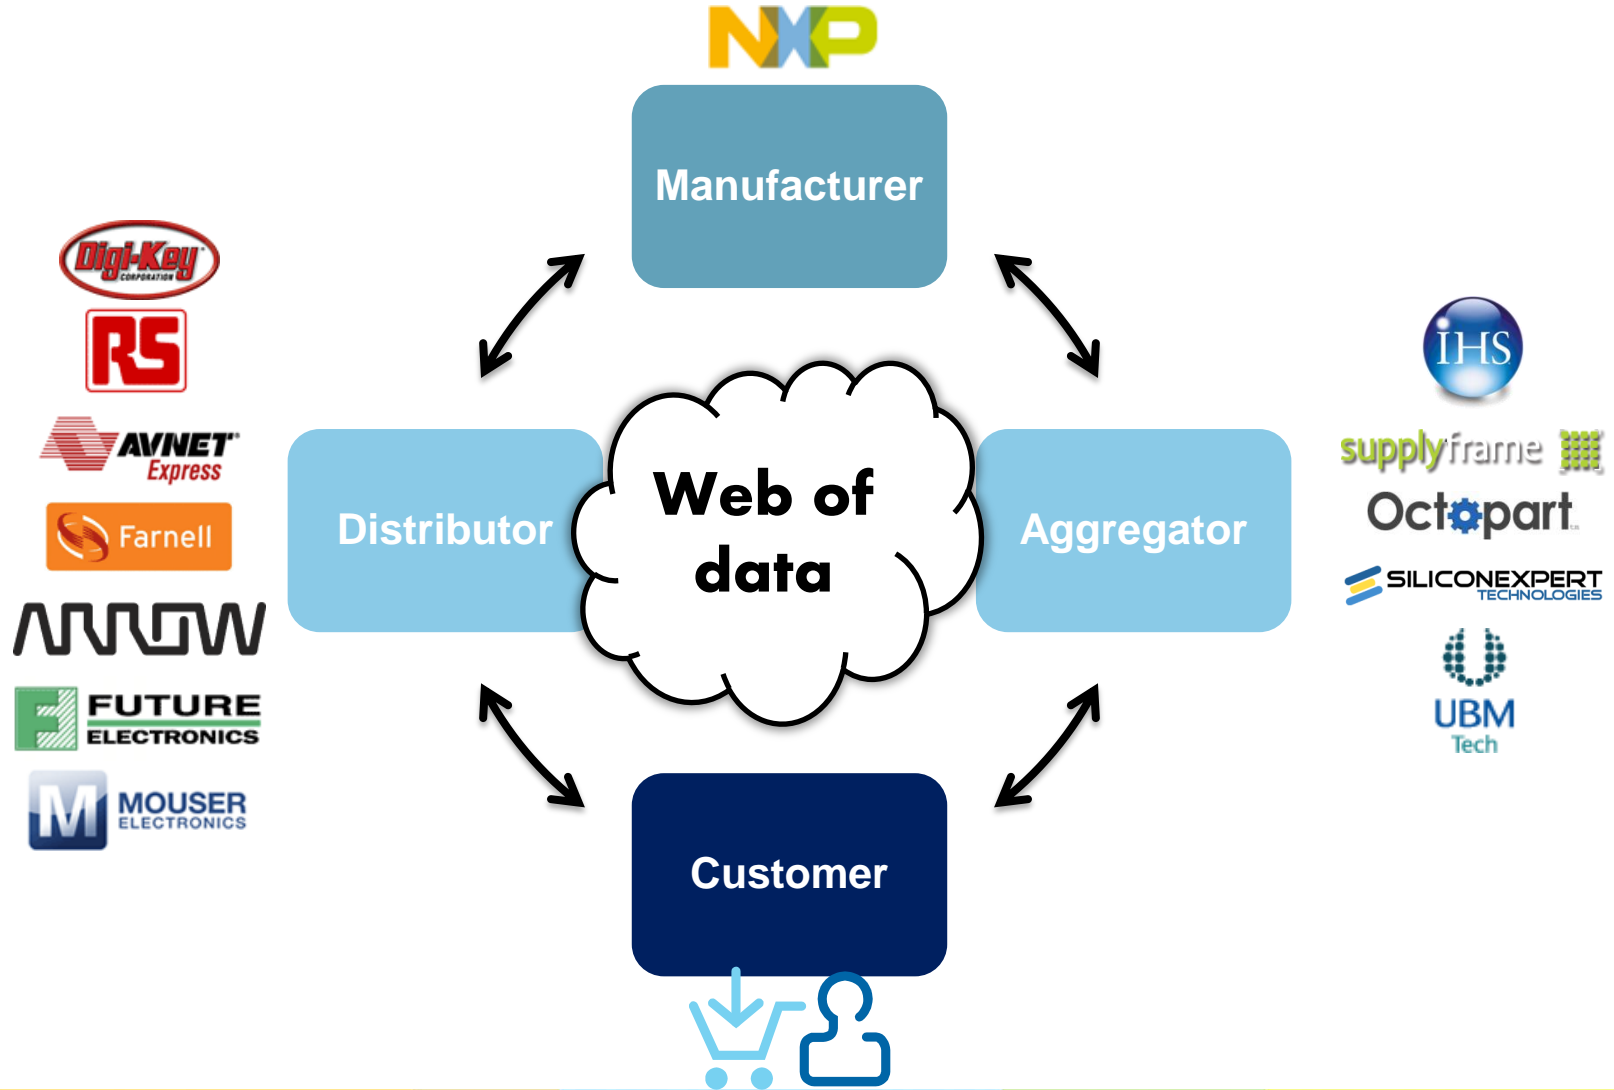 NXP
Manufacturer
Digi-Key
CORPORATION
RS
AVNET
Express
Farnell
ARROW
FUTURE
ELECTRONICS
M
MOUSER
ELECTRONICS
Distributor
Web of
data
Aggregator
IHS
supplyframe
Octopart
SILICONEXPERT
TECHNOLOGIES
UBM
Tech
Customer